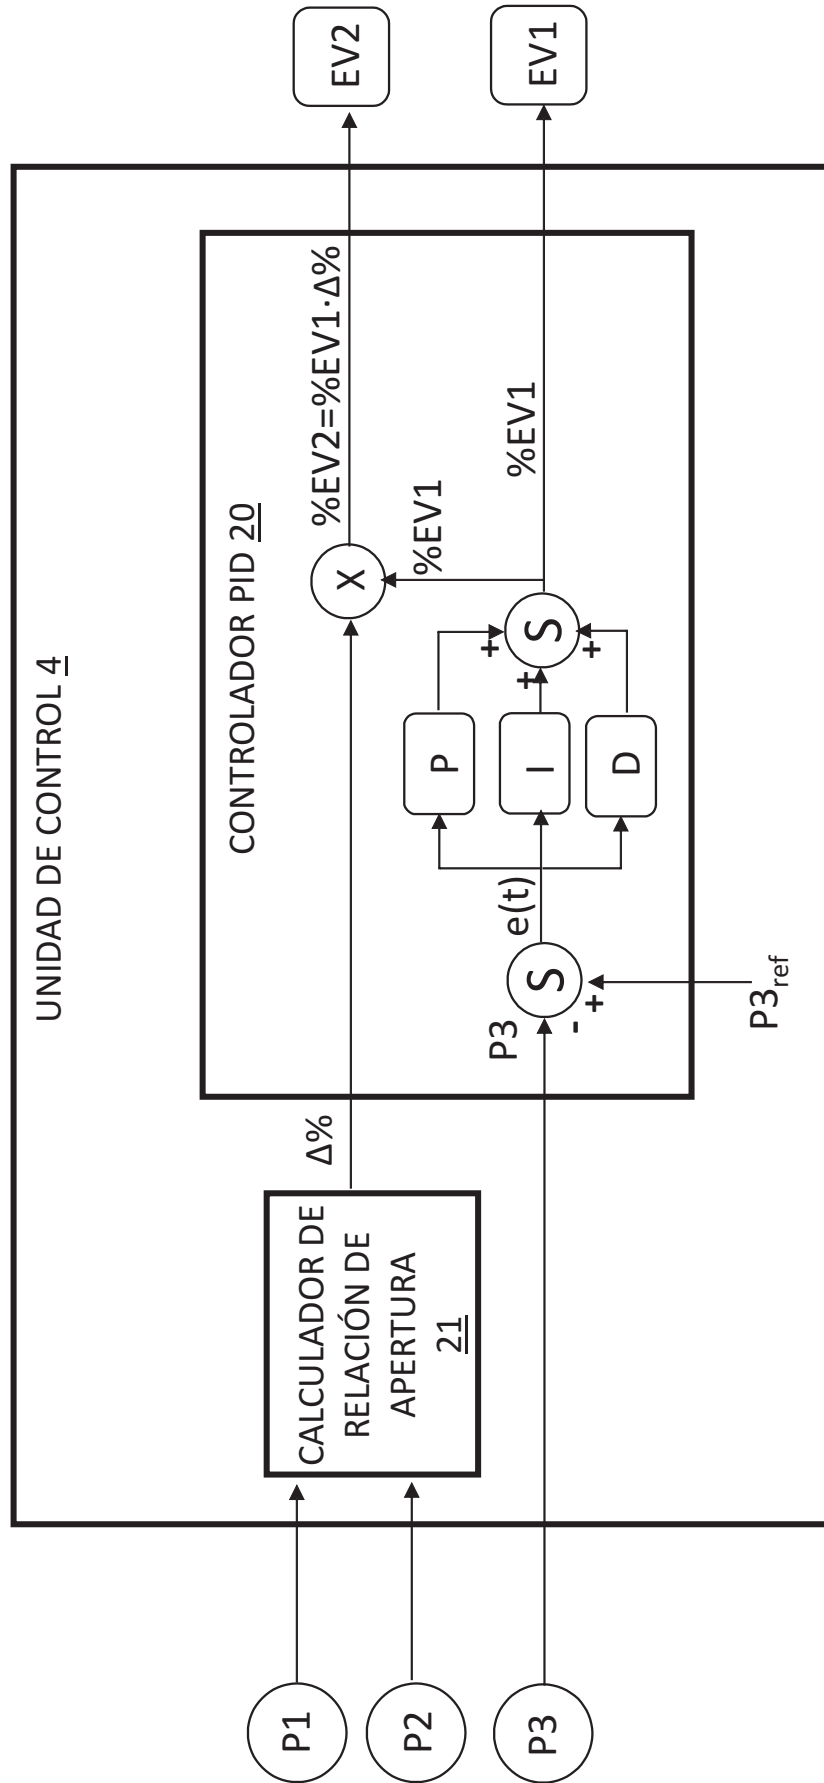 UNIDAD DE CONTROL 4
CONTROLADOR PID 20
CALCULADOR DE
RELACIÓN DE
APERTURA
21
P1
P2
P3
Δ%
X
%EV2=%EV1·Δ%
EV2
%EV1
%EV1
EV1
P3
-
+
S
P3ref
e(t)
P
I
D
+
+
+
S